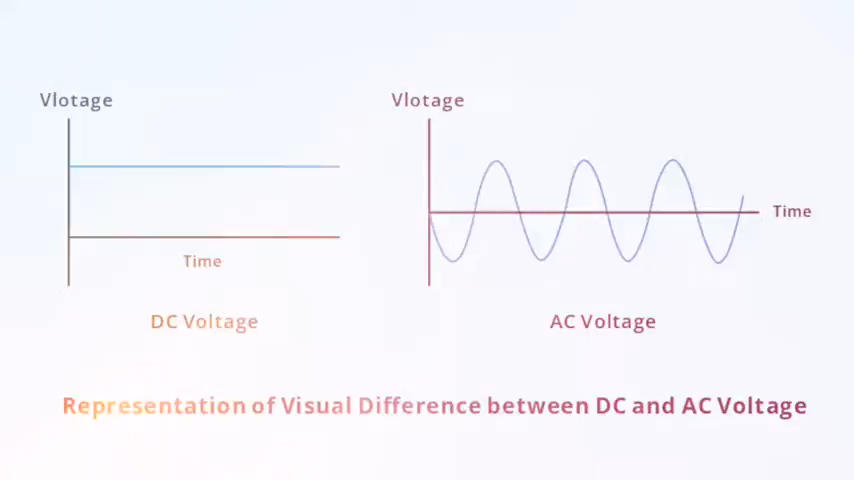 Vlotage
Vlotage
Time
Time
DC Voltage
AC Voltage
Representation of Visual Difference between DC and AC Voltage